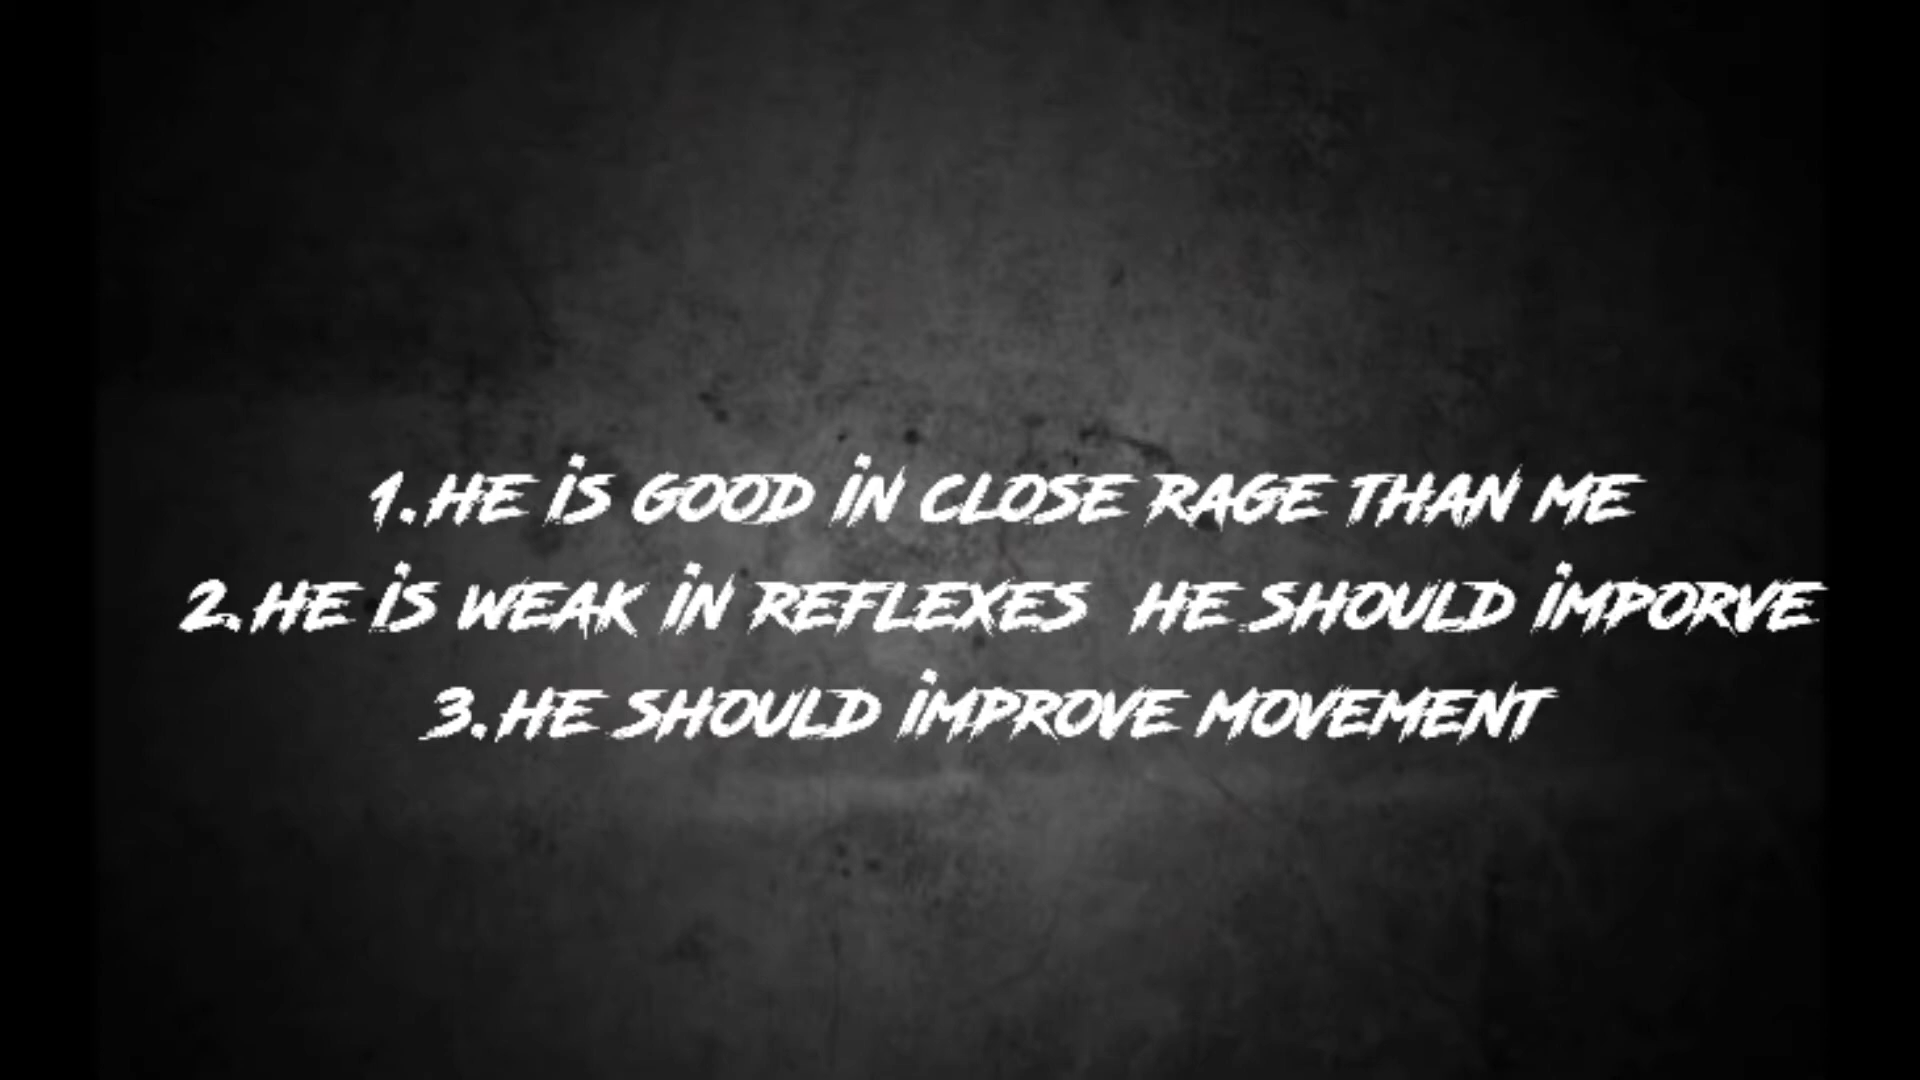 1.HE iS GOOD iN CLOSE RAGE THAN ME
2.HE iS WEAK iN REFLEXES HE SHOULD iMPORVE
3.HE SHOULD iMPROVE MOVEMENT